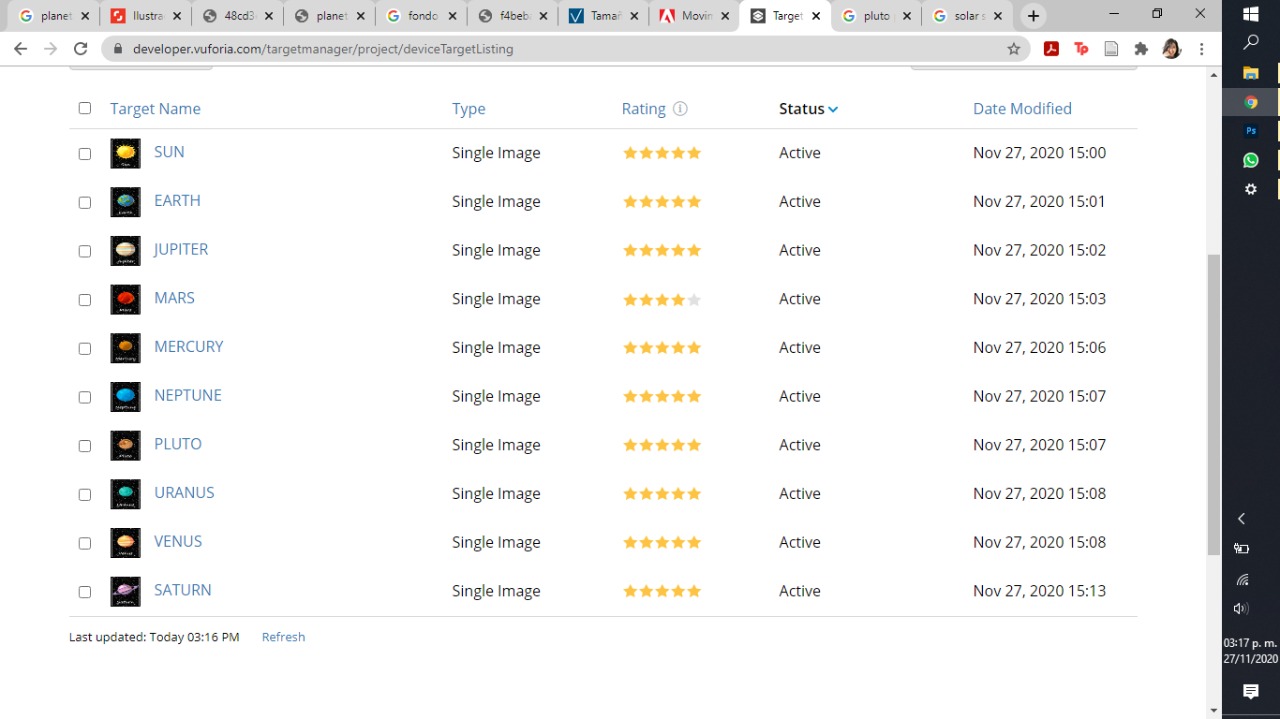 planet
Ilustra
48cd3
planet
fondo
f4beb
Tamañ
Movin
Target
pluto p
solar s
developer.vuforia.com/targetmanager/project/deviceTargetListing
Target Name Type Rating Status Date Modified
SUN Single Image Active Nov 27, 2020 15:00
EARTH Single Image Active Nov 27, 2020 15:01
JUPITER Single Image Active Nov 27, 2020 15:02
MARS Single Image Active Nov 27, 2020 15:03
MERCURY Single Image Active Nov 27, 2020 15:06
NEPTUNE Single Image Active Nov 27, 2020 15:07
PLUTO Single Image Active Nov 27, 2020 15:07
URANUS Single Image Active Nov 27, 2020 15:08
VENUS Single Image Active Nov 27, 2020 15:08
SATURN Single Image Active Nov 27, 2020 15:13
Last updated: Today 03:16 PM Refresh
Ps
03:17 p. m.
27/11/2020